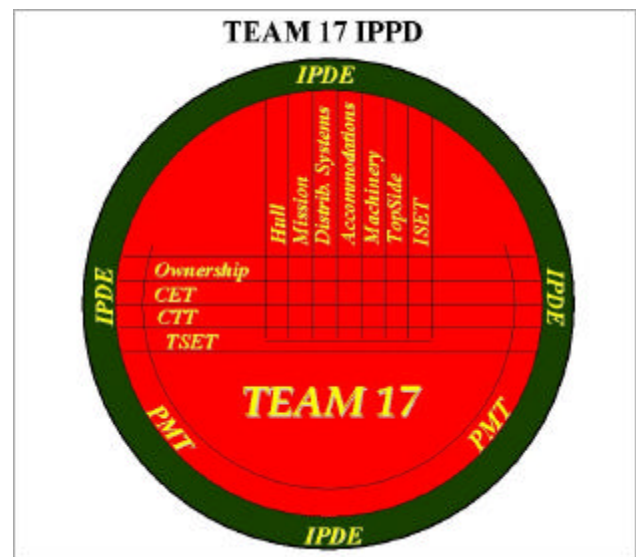 TEAM 17 IPPD
IPDE
Hull
Mission
Distrib. Systems
Accommodations
Machinery
TopSide
ISET
Ownership
CET
CTT
TSET
IPDE
IPDE
TEAM 17
PMT
PMT
IPDE